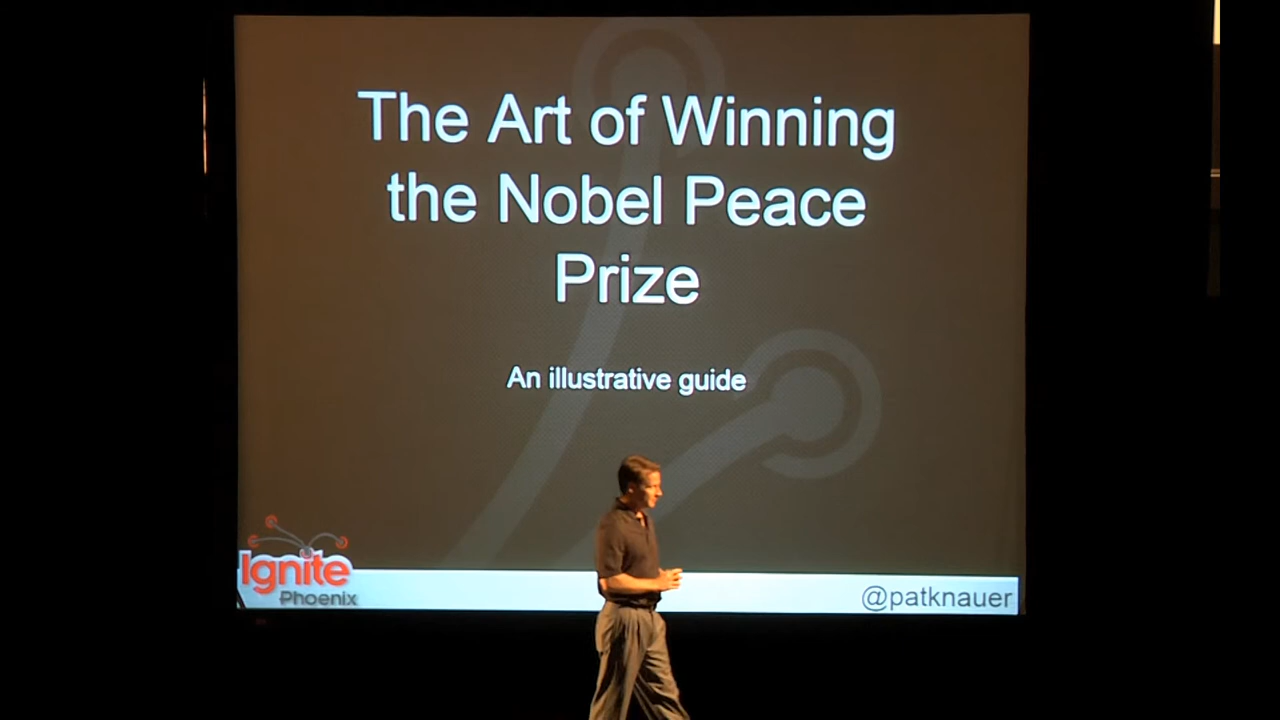 The Art of Winning
the Nobel Peace
Prize
An illustrative guide
Ignite
Phoenix
@patknauer